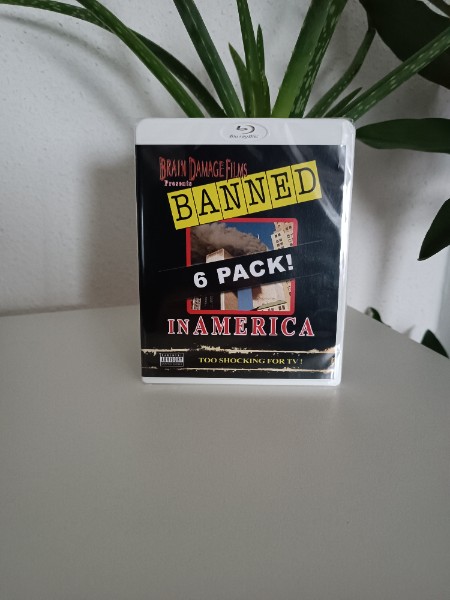 Blu-ray Disc
BRAIN DAMAGE FILMS
Presents
BANNED
6 PACK!
IN AMERICA
TOO SHOCKING FOR TV!